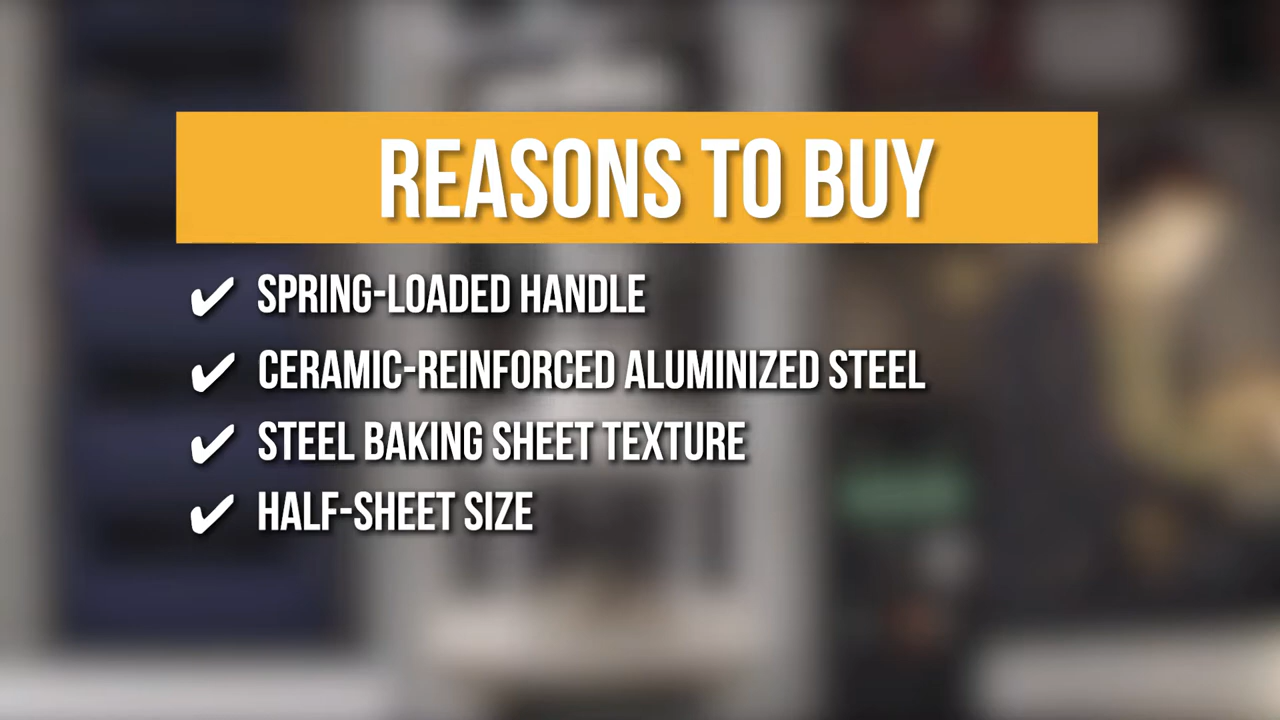 REASONS TO BUY
✔ SPRING-LOADED HANDLE
✔ CERAMIC-REINFORCED ALUMINIZED STEEL
✔ STEEL BAKING SHEET TEXTURE
✔ HALF-SHEET SIZE